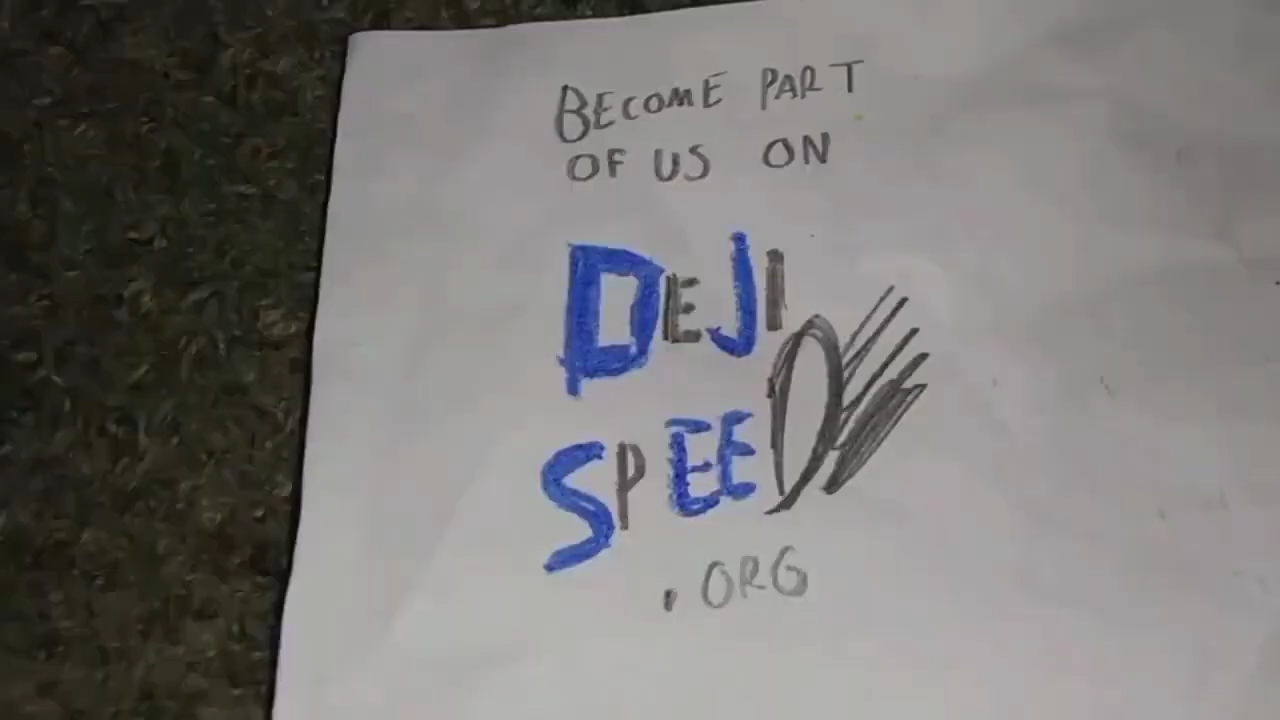 BECOME PART
OF US ON
DEJI
SPEED
.ORG